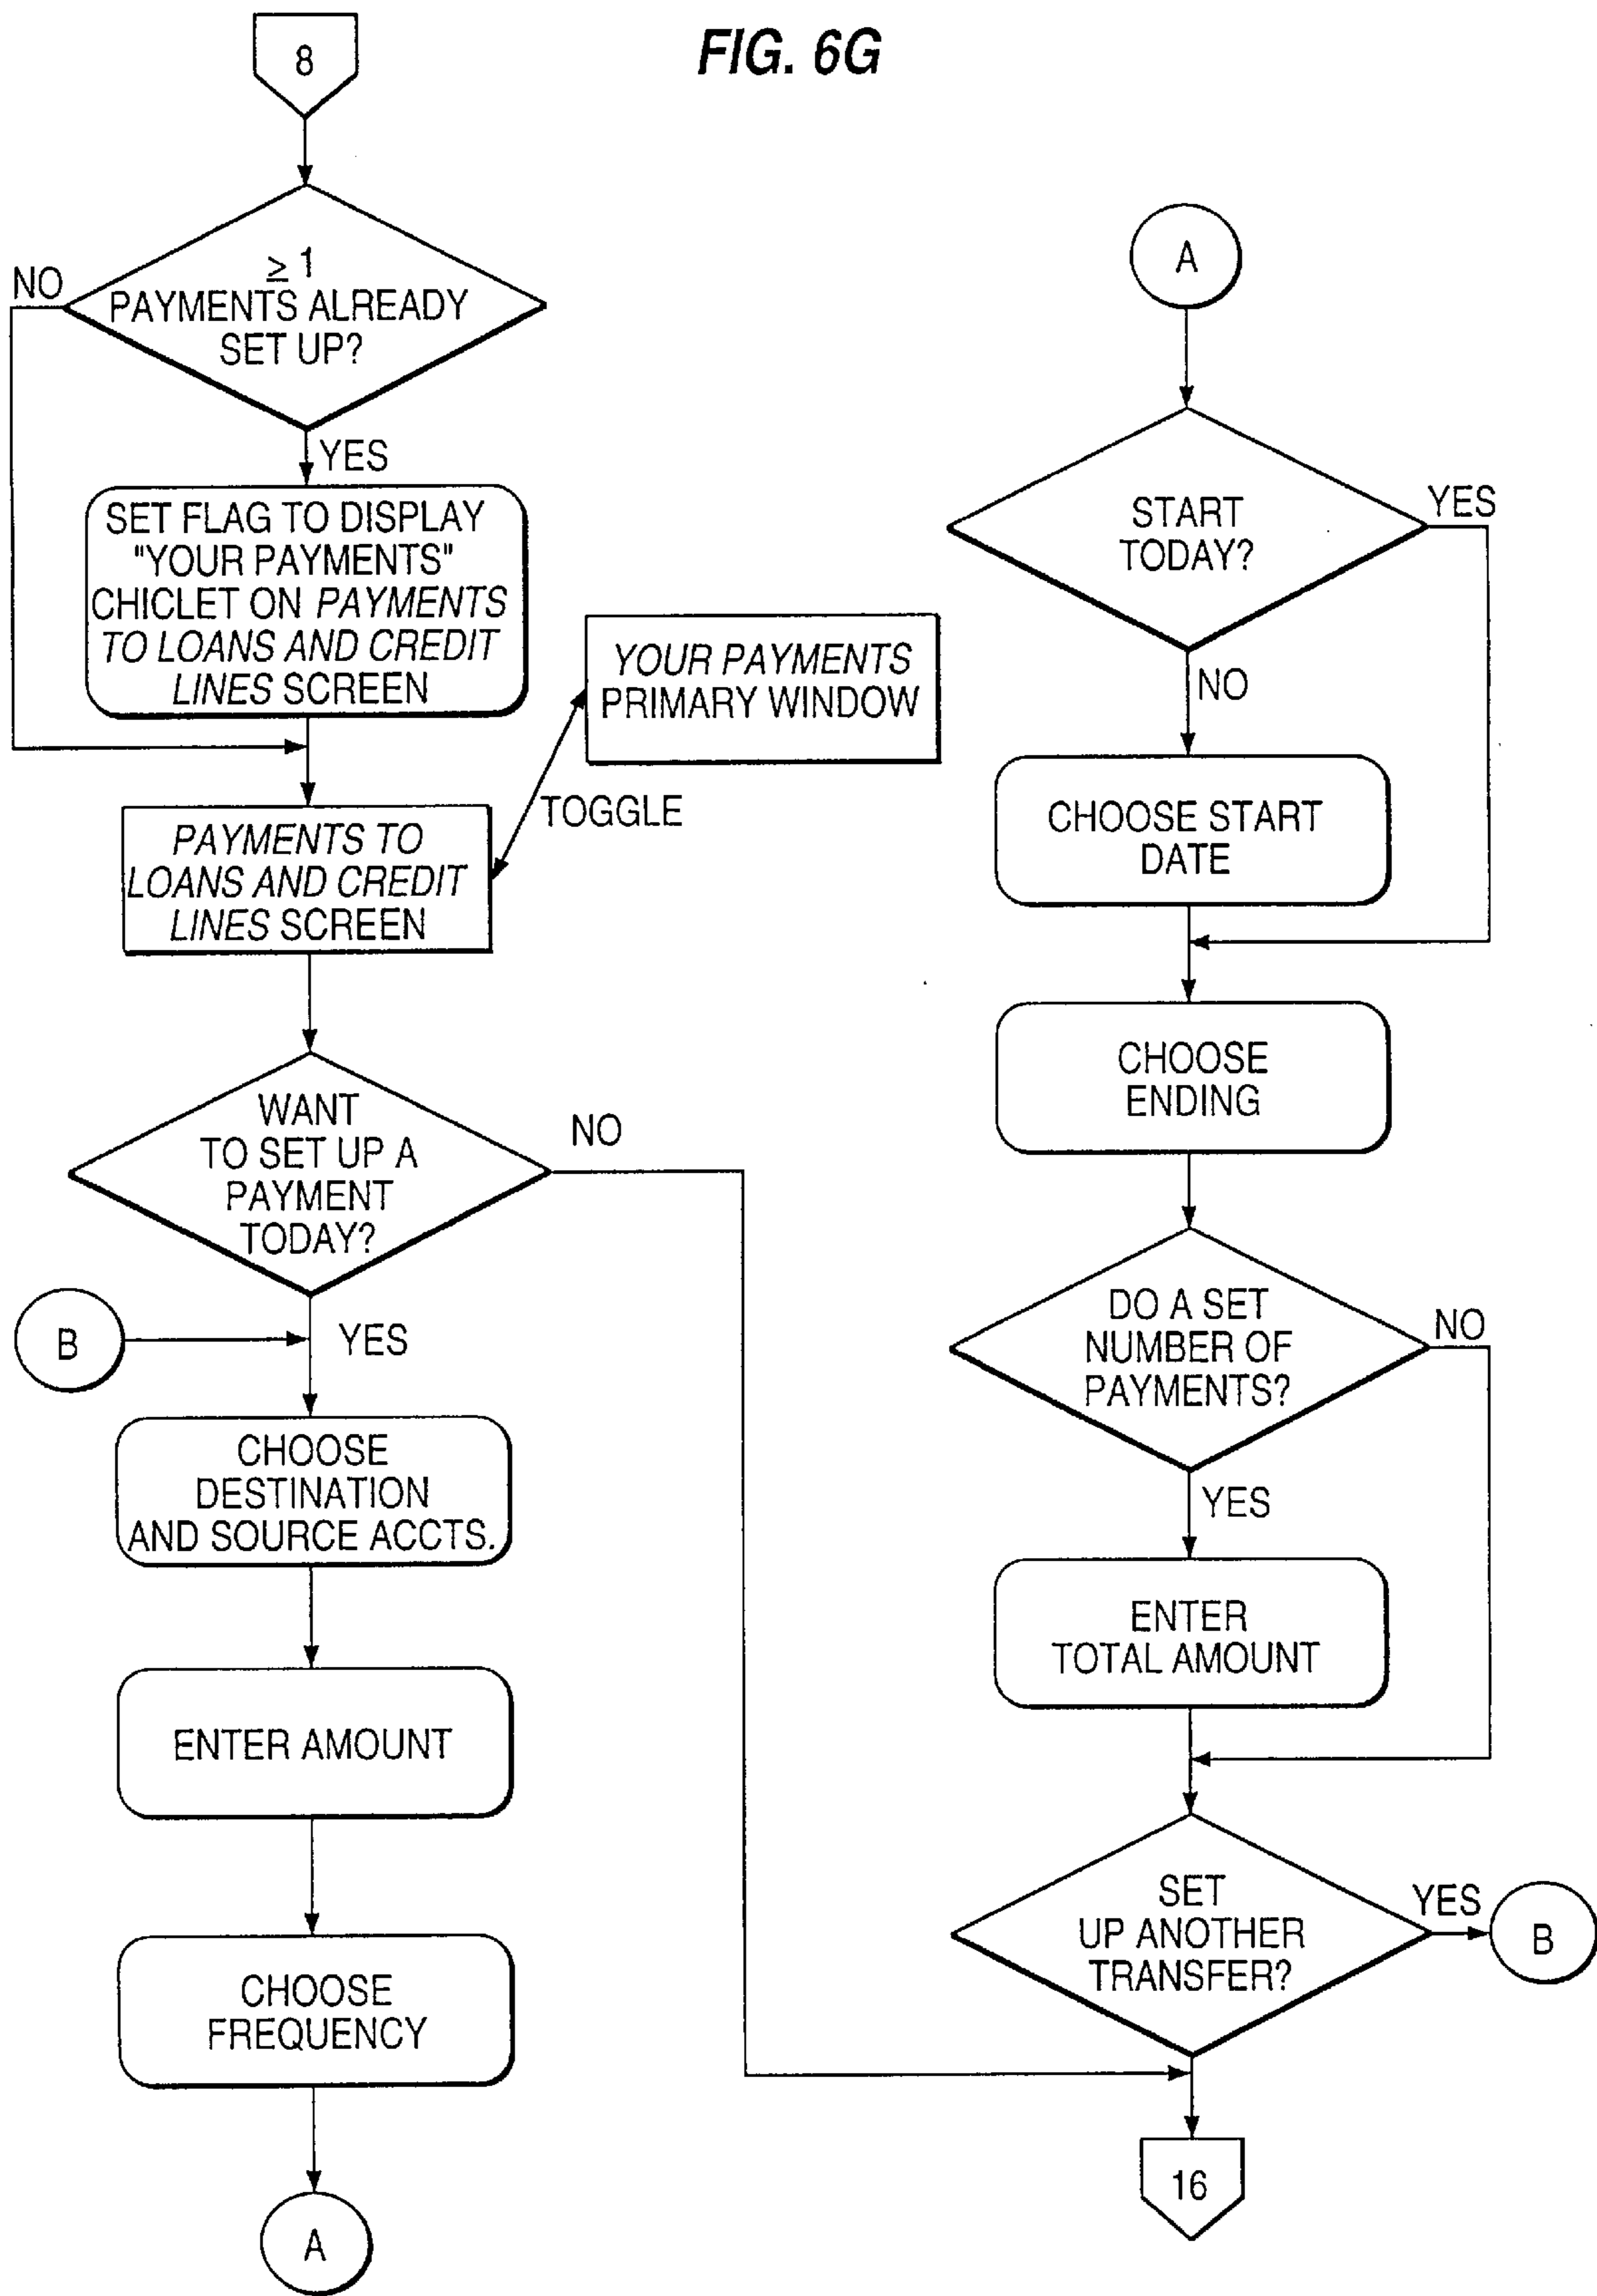 FIG. 6G
8
≥ 1
PAYMENTS ALREADY
SET UP?
NO
YES
SET FLAG TO DISPLAY
"YOUR PAYMENTS"
CHICLET ON PAYMENTS
TO LOANS AND CREDIT
LINES SCREEN
YOUR PAYMENTS
PRIMARY WINDOW
TOGGLE
PAYMENTS TO
LOANS AND CREDIT
LINES SCREEN
WANT
TO SET UP A
PAYMENT
TODAY?
NO
B
YES
CHOOSE
DESTINATION
AND SOURCE ACCTS.
ENTER AMOUNT
CHOOSE
FREQUENCY
A
A
START
TODAY?
YES
NO
CHOOSE START
DATE
CHOOSE
ENDING
DO A SET
NUMBER OF
PAYMENTS?
NO
YES
ENTER
TOTAL AMOUNT
SET
UP ANOTHER
TRANSFER?
YES
B
16